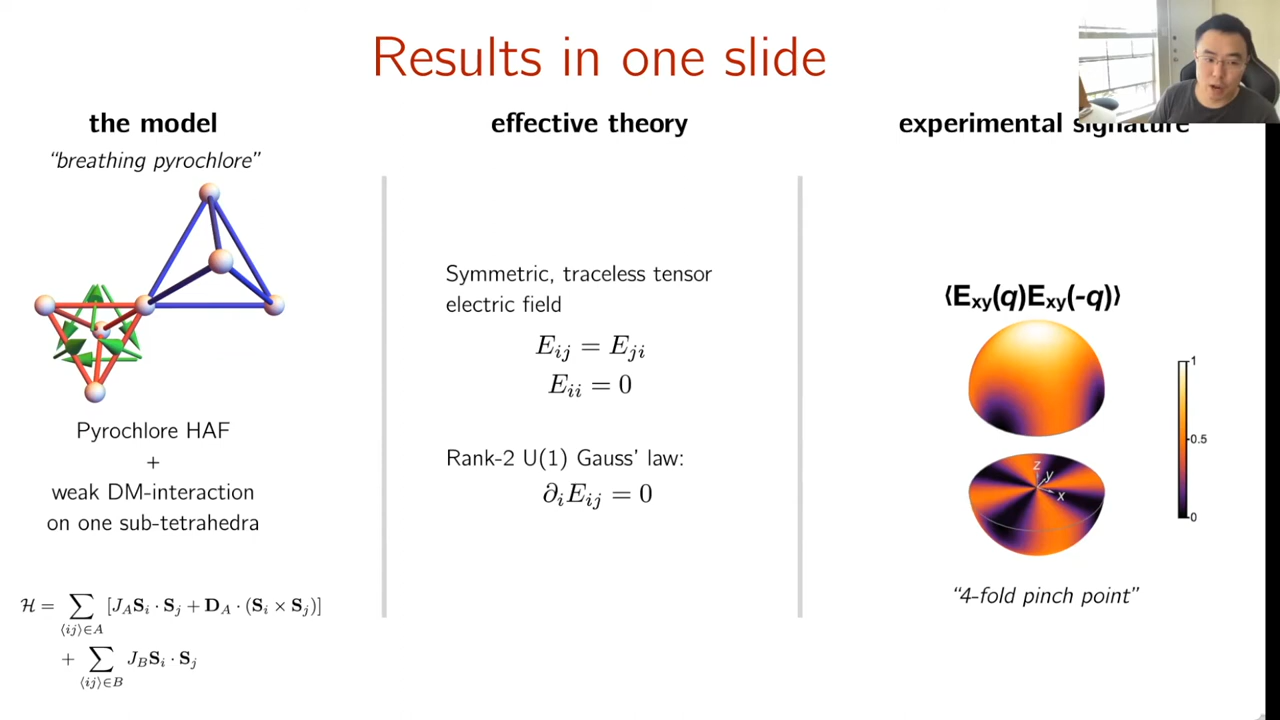 Results in one slide
the model
“breathing pyrochlore”
Pyrochlore HAF
+
weak DM-interaction
on one sub-tetrahedra
ℋ = ∑⟨ij⟩∈A [J_A S_i · S_j + D_A · (S_i × S_j)]
+ ∑⟨ij⟩∈B J_B S_i · S_j
effective theory
Symmetric, traceless tensor
electric field
E_ij = E_ji
E_ii = 0
Rank-2 U(1) Gauss’ law:
∂_i E_ij = 0
experimental signature
⟨E_xy(q)E_xy(-q)⟩
1
0.5
0
z
y
x
“4-fold pinch point”